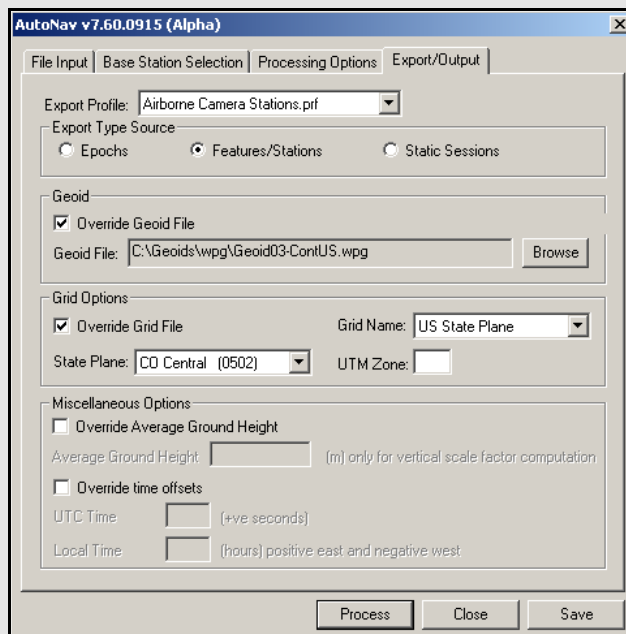 AutoNav v7.60.0915 (Alpha)
File Input Base Station Selection Processing Options Export/Output
Export Profile: Airborne Camera Stations.prf
Export Type Source
Epochs Features/Stations Static Sessions
Geoid
Override Geoid File
Geoid File: C:\Geoids\wpg\Geoid03-ContUS.wpg Browse
Grid Options
Override Grid File Grid Name: US State Plane
State Plane: CO Central (0502) UTM Zone:
Miscellaneous Options
Override Average Ground Height
Average Ground Height (m) only for vertical scale factor computation
Override time offsets
UTC Time (+ve seconds)
Local Time (hours) positive east and negative west
Process Close Save